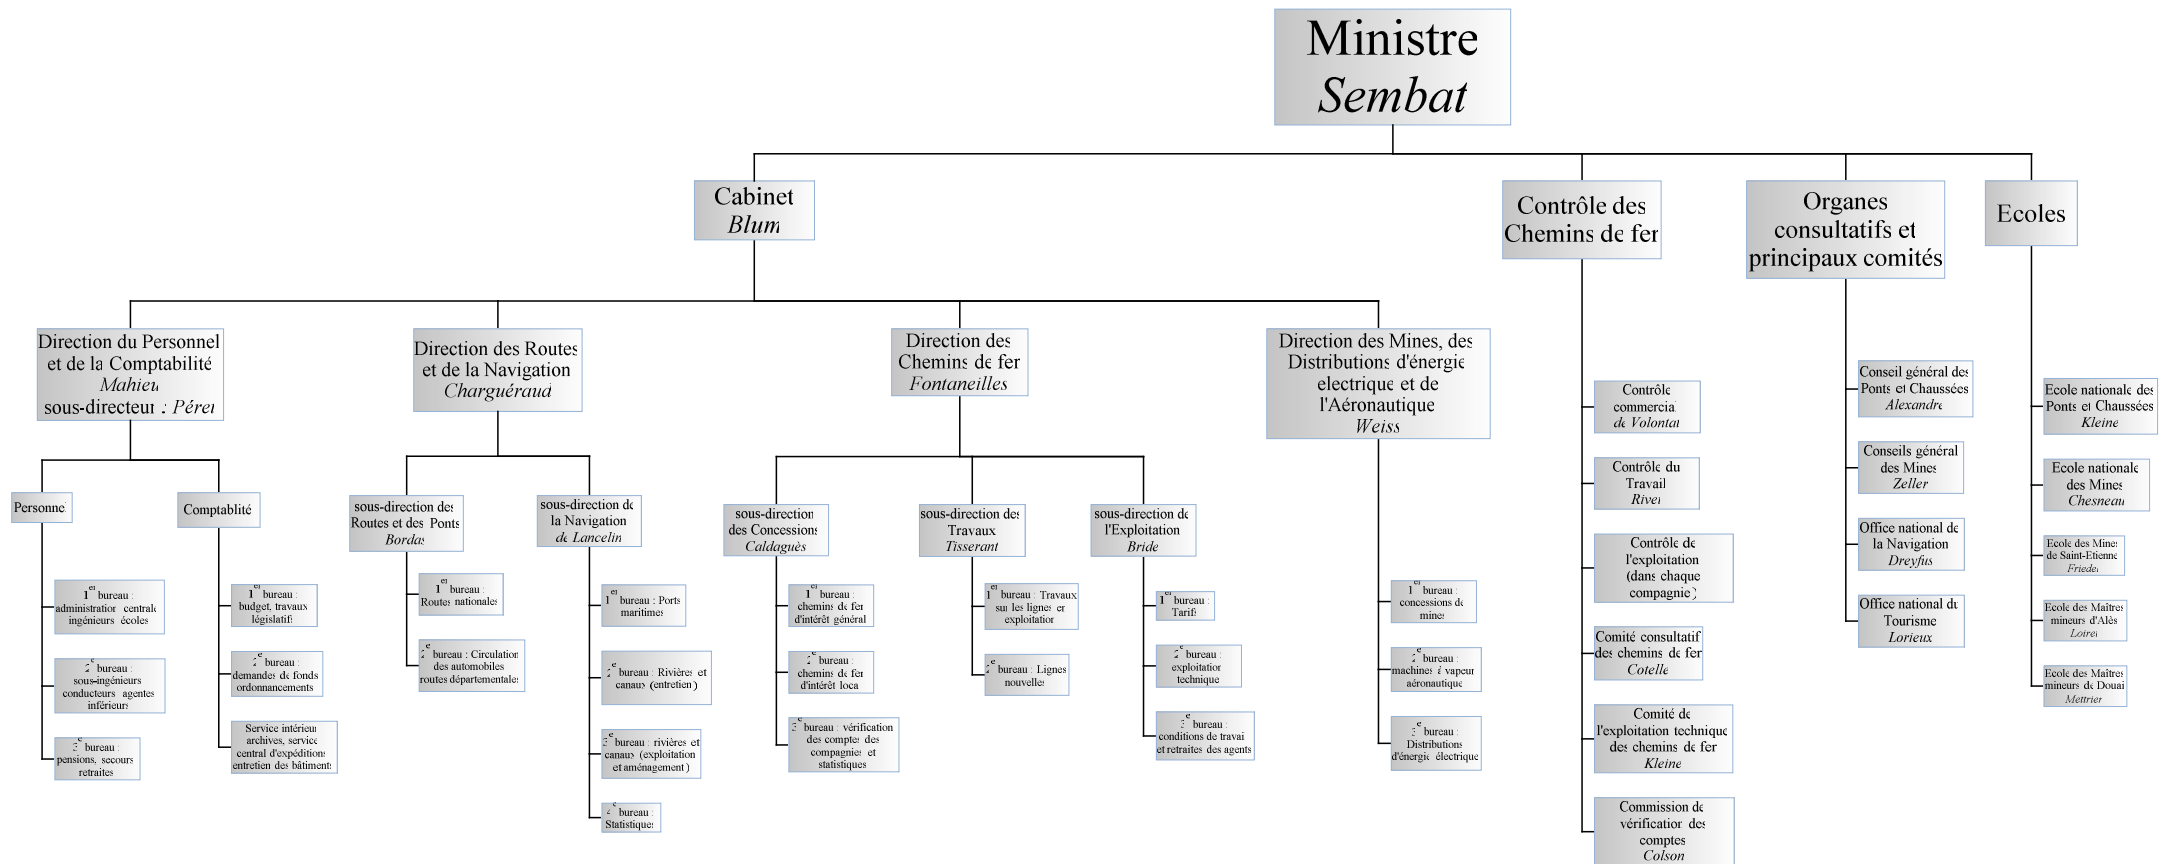 Ministre
Sembat
Cabinet
Blum
Contrôle des
Chemins de fer
Organes
consultatifs et
principaux comités
Ecoles
Direction du Personnel
et de la Comptabilité
Mahieu
sous-directeur : Pérei
Direction des Routes
et de la Navigation
Charguéraud
Direction des
Chemins de fer
Fontaneilles
Direction des Mines, des
Distributions d'énergie
electrique et de
l'Aéronautique
Weiss
Personnel
Comptablité
sous-direction des
Routes et des Ponts
Bordas
sous-direction de
la Navigation
de Lancelin
sous-direction
des Concessions
Caldaguès
sous-direction des
Travaux
Tisserant
sous-direction de
l'Exploitation
Bride
1er bureau :
administration centrale
ingénieurs écoles
2e bureau :
sous-ingénieurs
conducteurs agentes
inférieurs
3e bureau :
pensions, secours
retraites
1er bureau :
budget, travaux
législatifs
2e bureau :
demandes de fonds
ordonnancements
Service intérieur
archives, service
central d'expéditions
entretien des bâtiments
1er bureau :
Routes nationales
2e bureau : Circulation
des automobiles
routes départementales
1er bureau : Ports
maritimes
2e bureau : Rivières et
canaux (entretien)
3e bureau : rivières et
canaux (exploitation
et aménagement)
4e bureau :
Statistiques
1er bureau :
chemins de fer
d'intérêt général
2e bureau :
chemins de fer
d'intérêt local
3e bureau : vérification
des comptes des
compagnies et
statistiques
1er bureau : Travaux
sur les lignes en
exploitation
2e bureau : Lignes
nouvelles
1er bureau :
Tarifs
2e bureau :
exploitation
technique
3e bureau :
conditions de travail
et retraites des agents
1er bureau :
concessions de
mines
2e bureau :
machines à vapeur
aéronautique
3e bureau :
Distributions
d'énergie électrique
Contrôle
commercial
de Volontat
Contrôle du
Travail
Rivet
Contrôle de
l'exploitation
(dans chaque
compagnie)
Comité consultatif
des chemins de fer
Cotelle
Comité de
l'exploitation technique
des chemins de fer
Kleine
Commission de
vérification des
comptes
Colson
Conseil général des
Ponts et Chaussées
Alexandre
Conseils général
des Mines
Zeller
Office national de
la Navigation
Dreyfus
Office national du
Tourisme
Lorieux
Ecole nationale des
Ponts et Chaussées
Kleine
Ecole nationale
des Mines
Chesneau
Ecole des Mines
de Saint-Etienne
Friedel
Ecole des Maîtres
mineurs d'Alès
Loiret
Ecole des Maîtres
mineurs de Douai
Mettrier